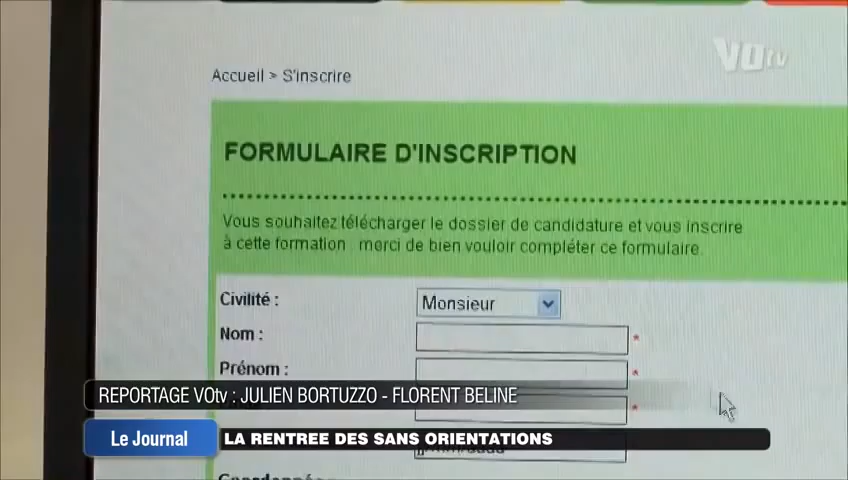 VOtv
Accueil > S'inscrire
FORMULAIRE D'INSCRIPTION
Vous souhaitez télécharger le dossier de candidature et vous inscrire
à cette formation : merci de bien vouloir compléter ce formulaire.
Civilité :
Monsieur
Nom :
*
Prénom :
*
*
REPORTAGE VOtv : JULIEN BORTUZZO - FLORENT BELINE
Le Journal
LA RENTREE DES SANS ORIENTATIONS